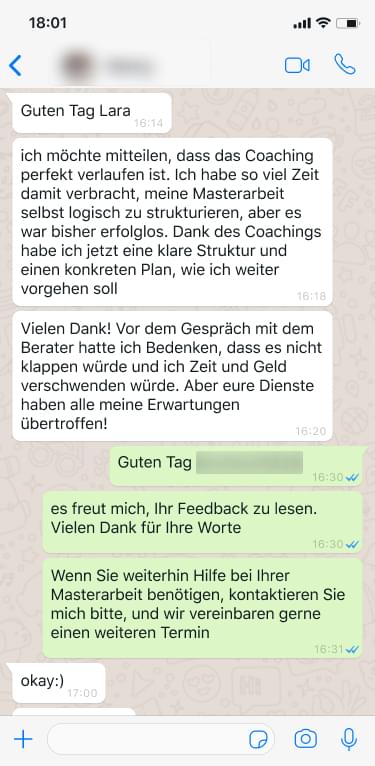 18:01
Guten Tag Lara
16:14
ich möchte mitteilen, dass das Coaching
perfekt verlaufen ist. Ich habe so viel Zeit
damit verbracht, meine Masterarbeit
selbst logisch zu strukturieren, aber es
war bisher erfolglos. Dank des Coachings
habe ich jetzt eine klare Struktur und
einen konkreten Plan, wie ich weiter
vorgehen soll
16:18
Vielen Dank! Vor dem Gespräch mit dem
Berater hatte ich Bedenken, dass es nicht
klappen würde und ich Zeit und Geld
verschwenden würde. Aber eure Dienste
haben alle meine Erwartungen
übertroffen!
16:20
Guten Tag
16:30
es freut mich, Ihr Feedback zu lesen.
Vielen Dank für Ihre Worte
16:30
Wenn Sie weiterhin Hilfe bei Ihrer
Masterarbeit benötigen, kontaktieren Sie
mich bitte, und wir vereinbaren gerne
einen weiteren Termin
16:31
okay:)
17:00